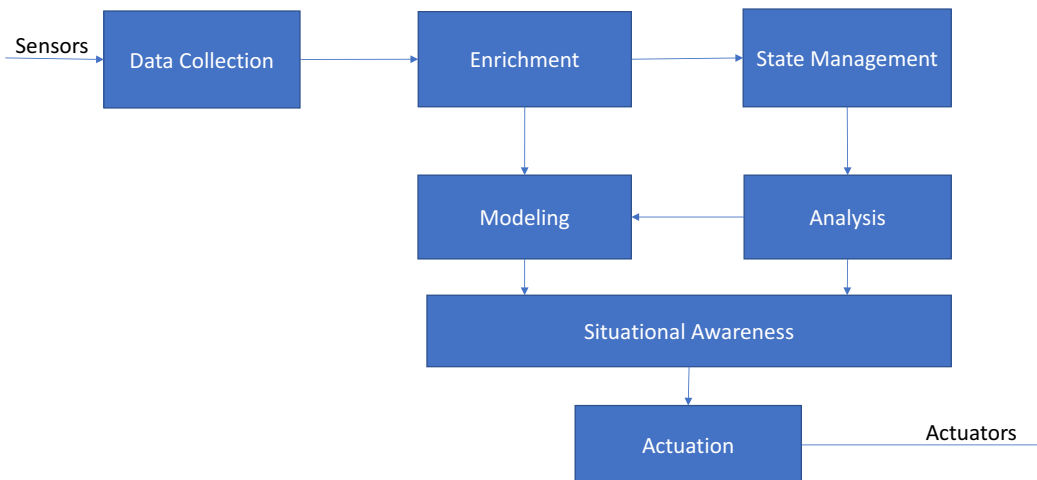 Sensors
Data Collection
Enrichment
State Management
Modeling
Analysis
Situational Awareness
Actuation
Actuators